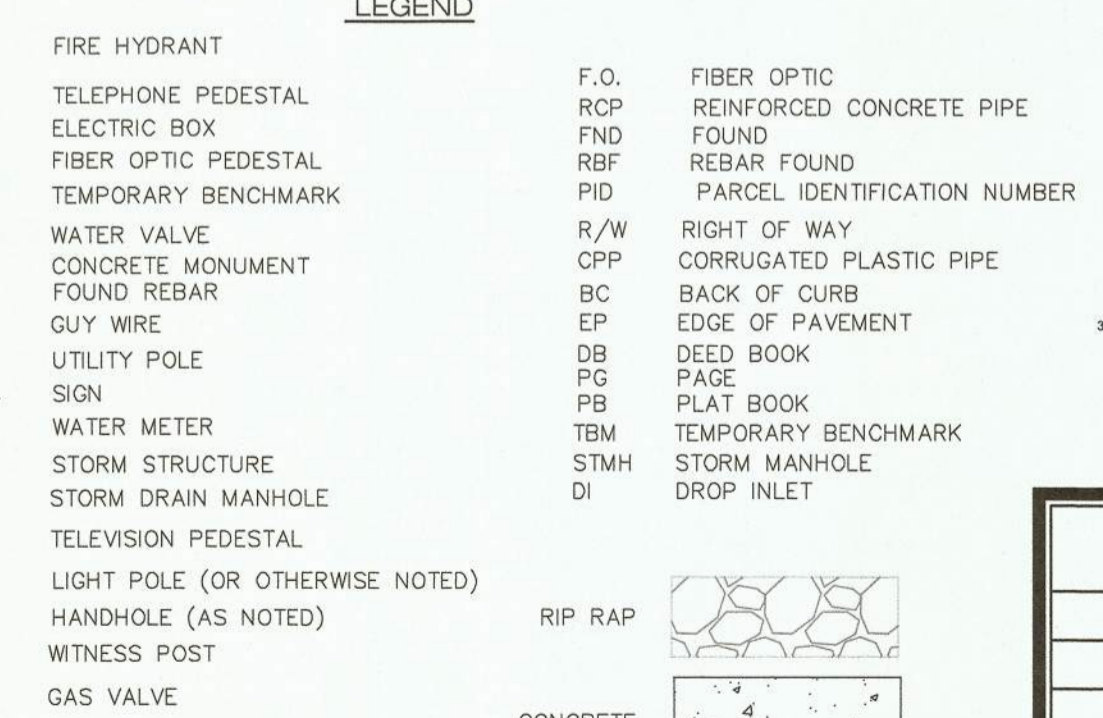 LEGEND
FIRE HYDRANT
TELEPHONE PEDESTAL
ELECTRIC BOX
FIBER OPTIC PEDESTAL
TEMPORARY BENCHMARK
WATER VALVE
CONCRETE MONUMENT
FOUND REBAR
GUY WIRE
UTILITY POLE
SIGN
WATER METER
STORM STRUCTURE
STORM DRAIN MANHOLE
TELEVISION PEDESTAL
LIGHT POLE (OR OTHERWISE NOTED)
HANDHOLE (AS NOTED)
WITNESS POST
GAS VALVE
F.O. FIBER OPTIC
RCP REINFORCED CONCRETE PIPE
FND FOUND
RBF REBAR FOUND
PID PARCEL IDENTIFICATION NUMBER
R/W RIGHT OF WAY
CPP CORRUGATED PLASTIC PIPE
BC BACK OF CURB
EP EDGE OF PAVEMENT
DB DEED BOOK
PG PAGE
PB PLAT BOOK
TBM TEMPORARY BENCHMARK
STMH STORM MANHOLE
DI DROP INLET
RIP RAP
CONCRETE
3